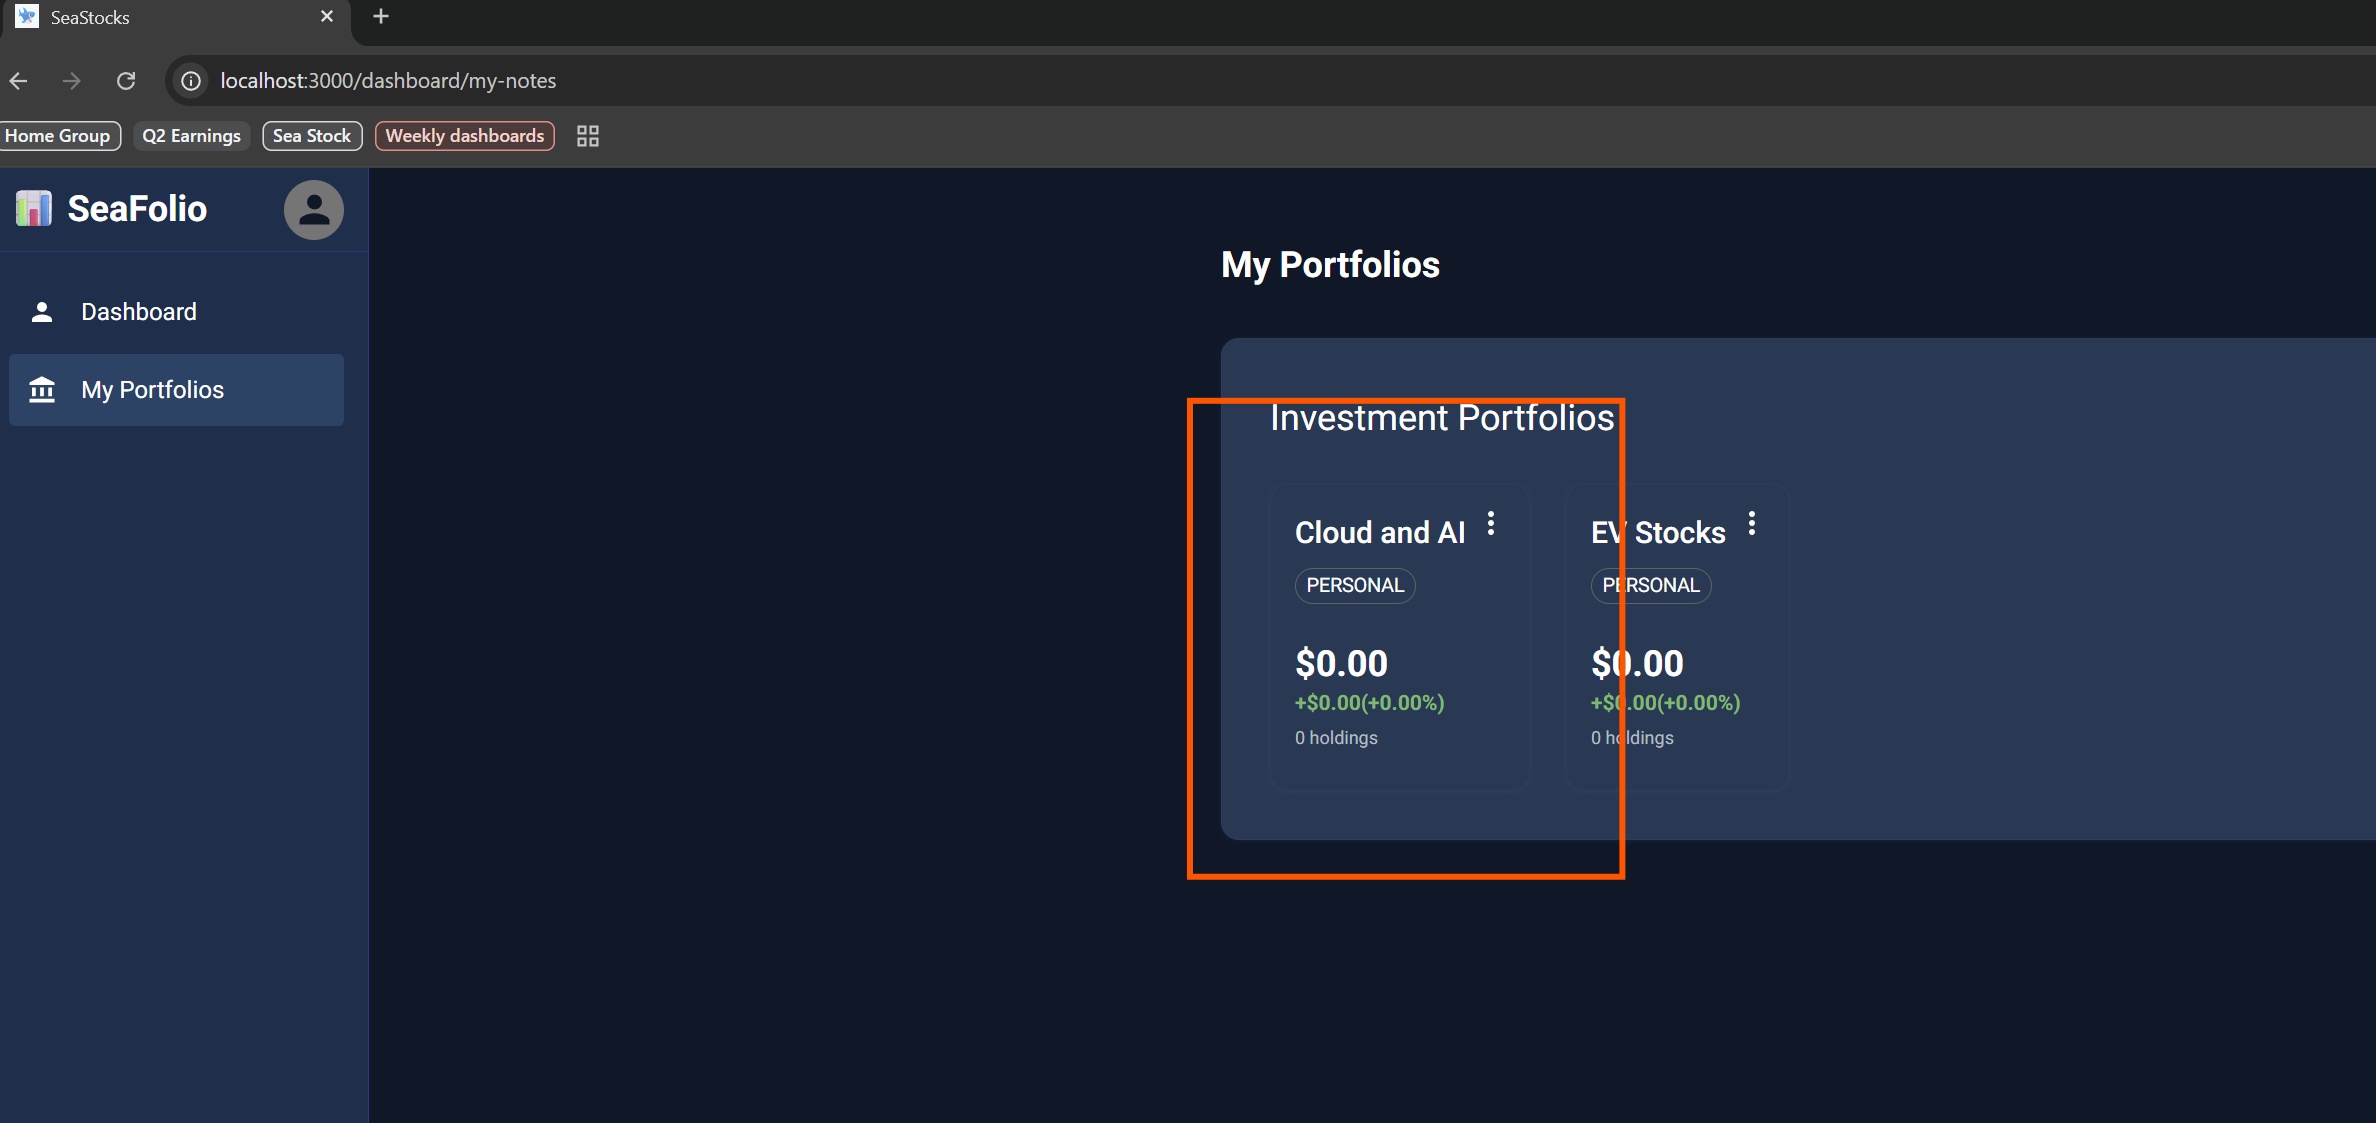 SeaStocks
localhost:3000/dashboard/my-notes
Home Group
Q2 Earnings
Sea Stock
Weekly dashboards
SeaFolio
Dashboard
My Portfolios
My Portfolios
Investment Portfolios
Cloud and AI
PERSONAL
$0.00
+$0.00(+0.00%)
0 holdings
EV Stocks
PERSONAL
$0.00
+$0.00(+0.00%)
0 holdings